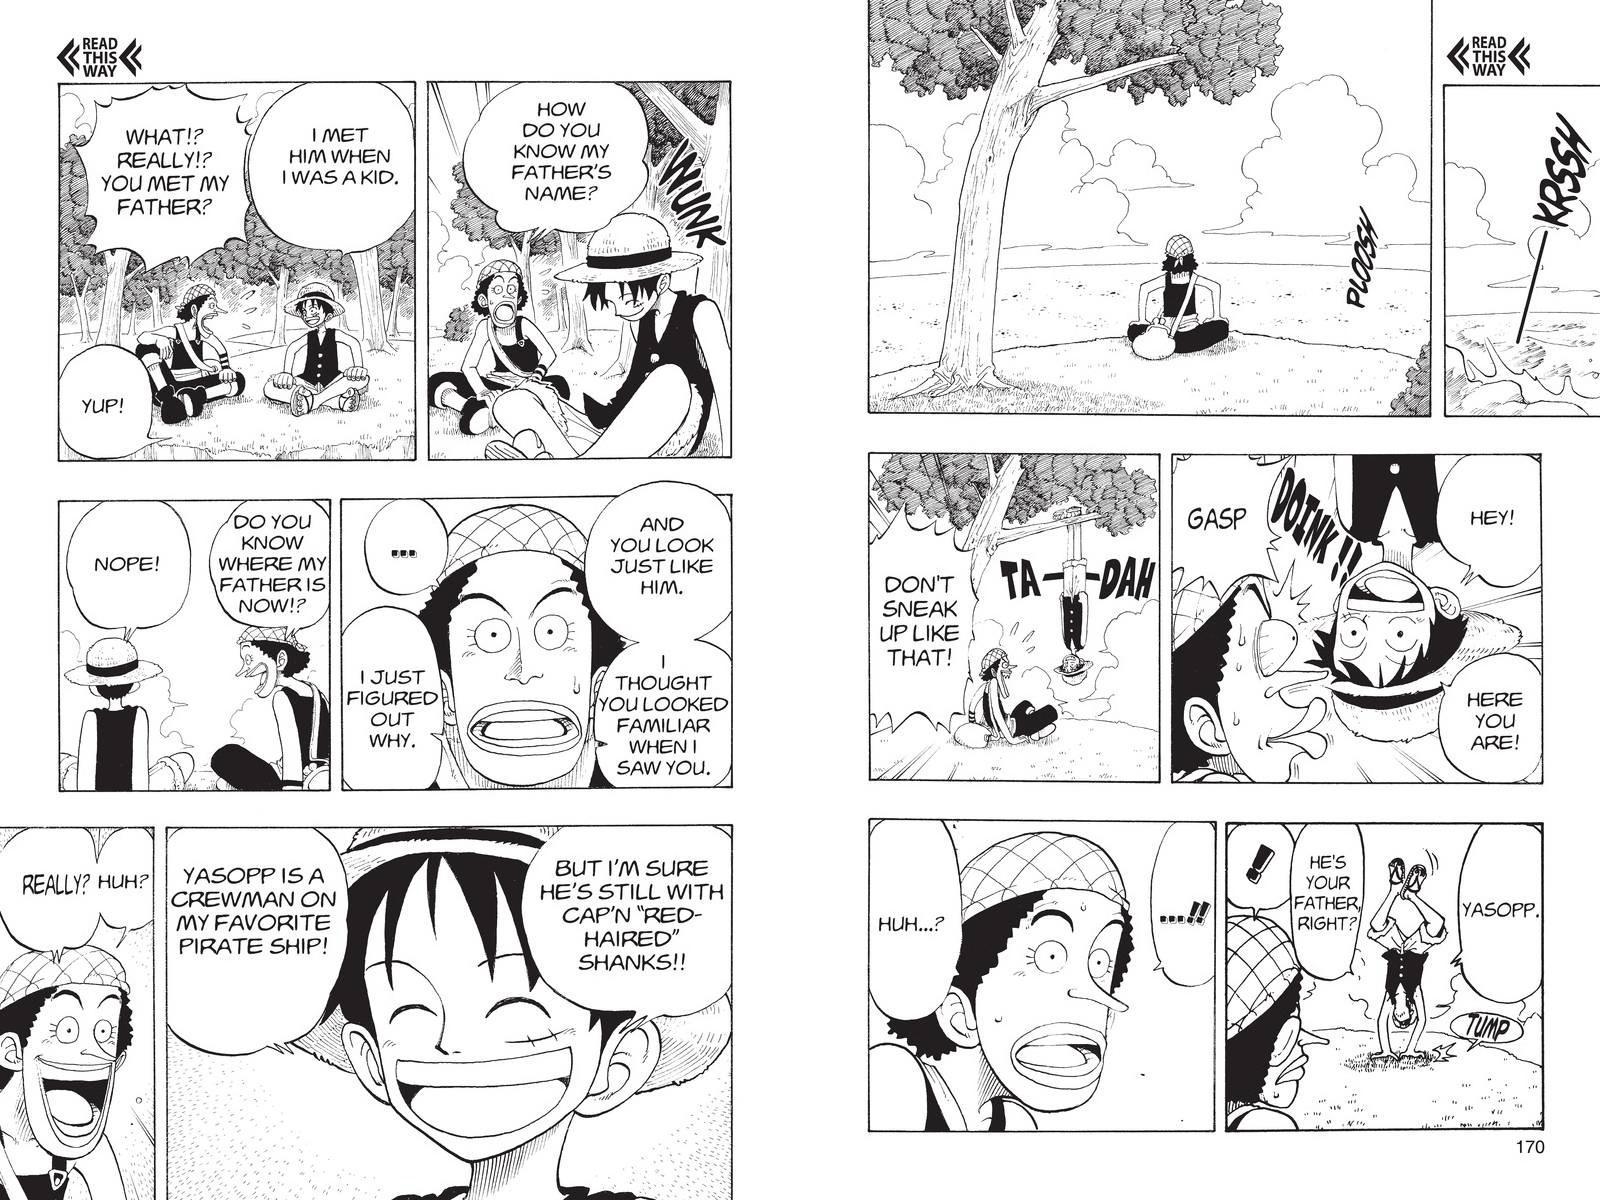 READ
THIS
WAY
KRSSH
PLOOSH
HEY!
HERE
YOU
ARE!
DOINK!!
GASP
TA-DAH
DON'T
SNEAK
UP LIKE
THAT!
YASOPP.
TUMP
HE'S
YOUR
FATHER,
RIGHT?
!
.....!!
HUH...?
170
READ
THIS
WAY
WUNK
HOW
DO YOU
KNOW MY
FATHER'S
NAME?
I MET
HIM WHEN
I WAS A KID.
WHAT!?
REALLY!?
YOU MET MY
FATHER?
YUP!
AND
YOU LOOK
JUST LIKE
HIM.
I
THOUGHT
YOU LOOKED
FAMILIAR
WHEN I
SAW YOU.
...
I JUST
FIGURED
OUT
WHY.
DO YOU
KNOW
WHERE MY
FATHER IS
NOW!?
NOPE!
BUT I'M SURE
HE'S STILL WITH
CAP'N "RED-
HAIRED"
SHANKS!!
YASOPP IS A
CREWMAN ON
MY FAVORITE
PIRATE SHIP!
HUH?
REALLY?